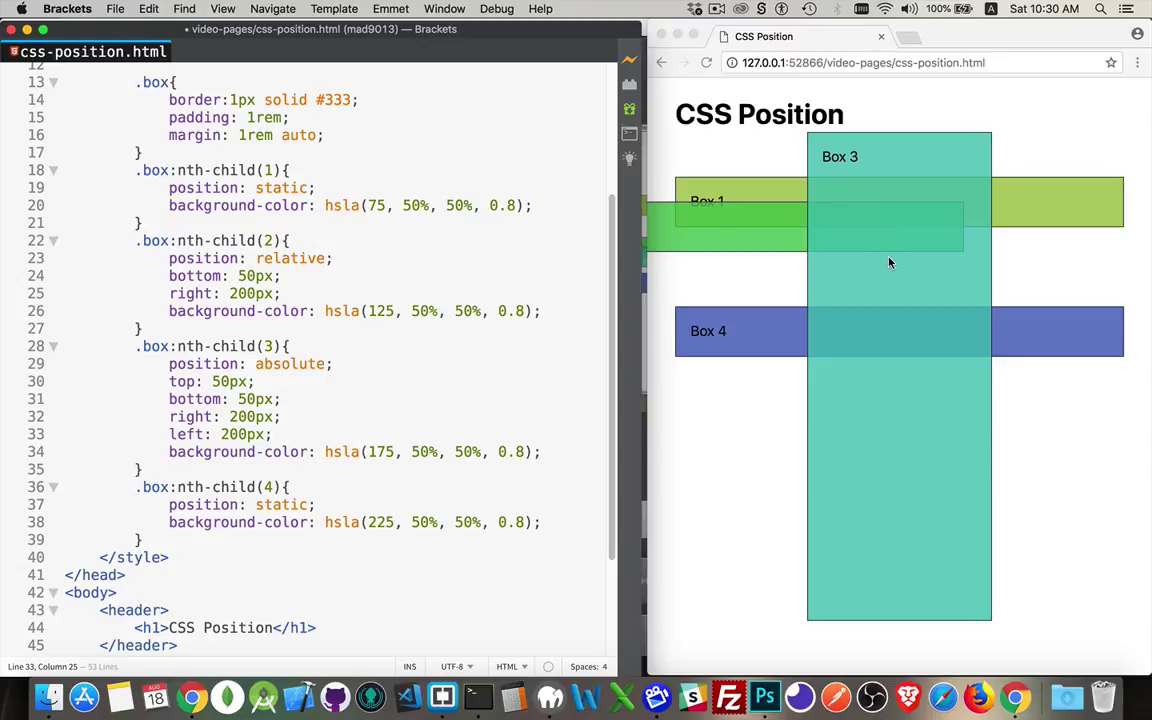 Brackets File Edit Find View Navigate Template Emmet Window Debug Help 100% A Sat 10:30 AM
• video-pages/css-position.html (mad9013) — Brackets
css-position.html
CSS Position
127.0.0.1:52866/video-pages/css-position.html
12
13 .box{
14 border:1px solid #333;
15 padding: 1rem;
16 margin: 1rem auto;
17 }
18 .box:nth-child(1){
19 position: static;
20 background-color: hsla(75, 50%, 50%, 0.8);
21 }
22 .box:nth-child(2){
23 position: relative;
24 bottom: 50px;
25 right: 200px;
26 background-color: hsla(125, 50%, 50%, 0.8);
27 }
28 .box:nth-child(3){
29 position: absolute;
30 top: 50px;
31 bottom: 50px;
32 right: 200px;
33 left: 200px;
34 background-color: hsla(175, 50%, 50%, 0.8);
35 }
36 .box:nth-child(4){
37 position: static;
38 background-color: hsla(225, 50%, 50%, 0.8);
39 }
40 </style>
41 </head>
42 <body>
43 <header>
44 <h1>CSS Position</h1>
45 </header>
Line 33, Column 25 — 53 Lines
INS UTF-8 HTML Spaces: 4
CSS Position
Box 3
Box 1
Box 4
AUG
18